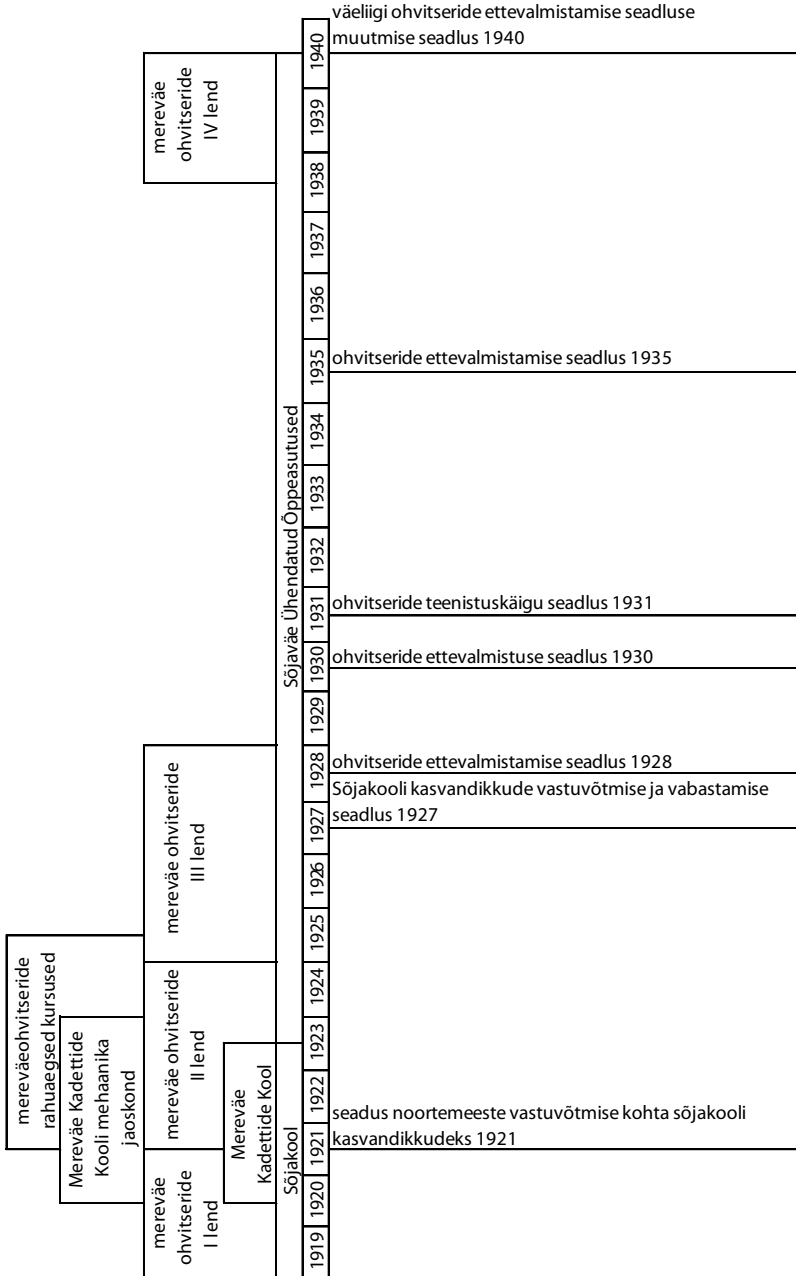 väeliigi ohvitseride ettevalmistamise seadluse
muutmise seadlus 1940
ohvitseride ettevalmistamise seadlus 1935
ohvitseride teenistuskäigu seadlus 1931
ohvitseride ettevalmistuse seadlus 1930
ohvitseride ettevalmistamise seadlus 1928
Sõjakooli kasvandikkude vastuvõtmise ja vabastamise
seadlus 1927
seadus noortemeeste vastuvõtmise kohta sõjakooli
kasvandikkudeks 1921
1940
1939
1938
1937
1936
1935
1934
1933
1932
1931
1930
1929
1928
1927
1926
1925
1924
1923
1922
1921
1920
1919
Sõjaväe Ühendatud Õppeasutused
Sõjakool
Mereväe
Kadettide Kool
mereväe
ohvitseride
IV lend
mereväe ohvitseride
III lend
mereväe ohvitseride
II lend
mereväe
ohvitseride
I lend
mereväeohvitseride
rahuaegsed kursused
Mereväe Kadettide
Kooli mehaanika
jaoskond